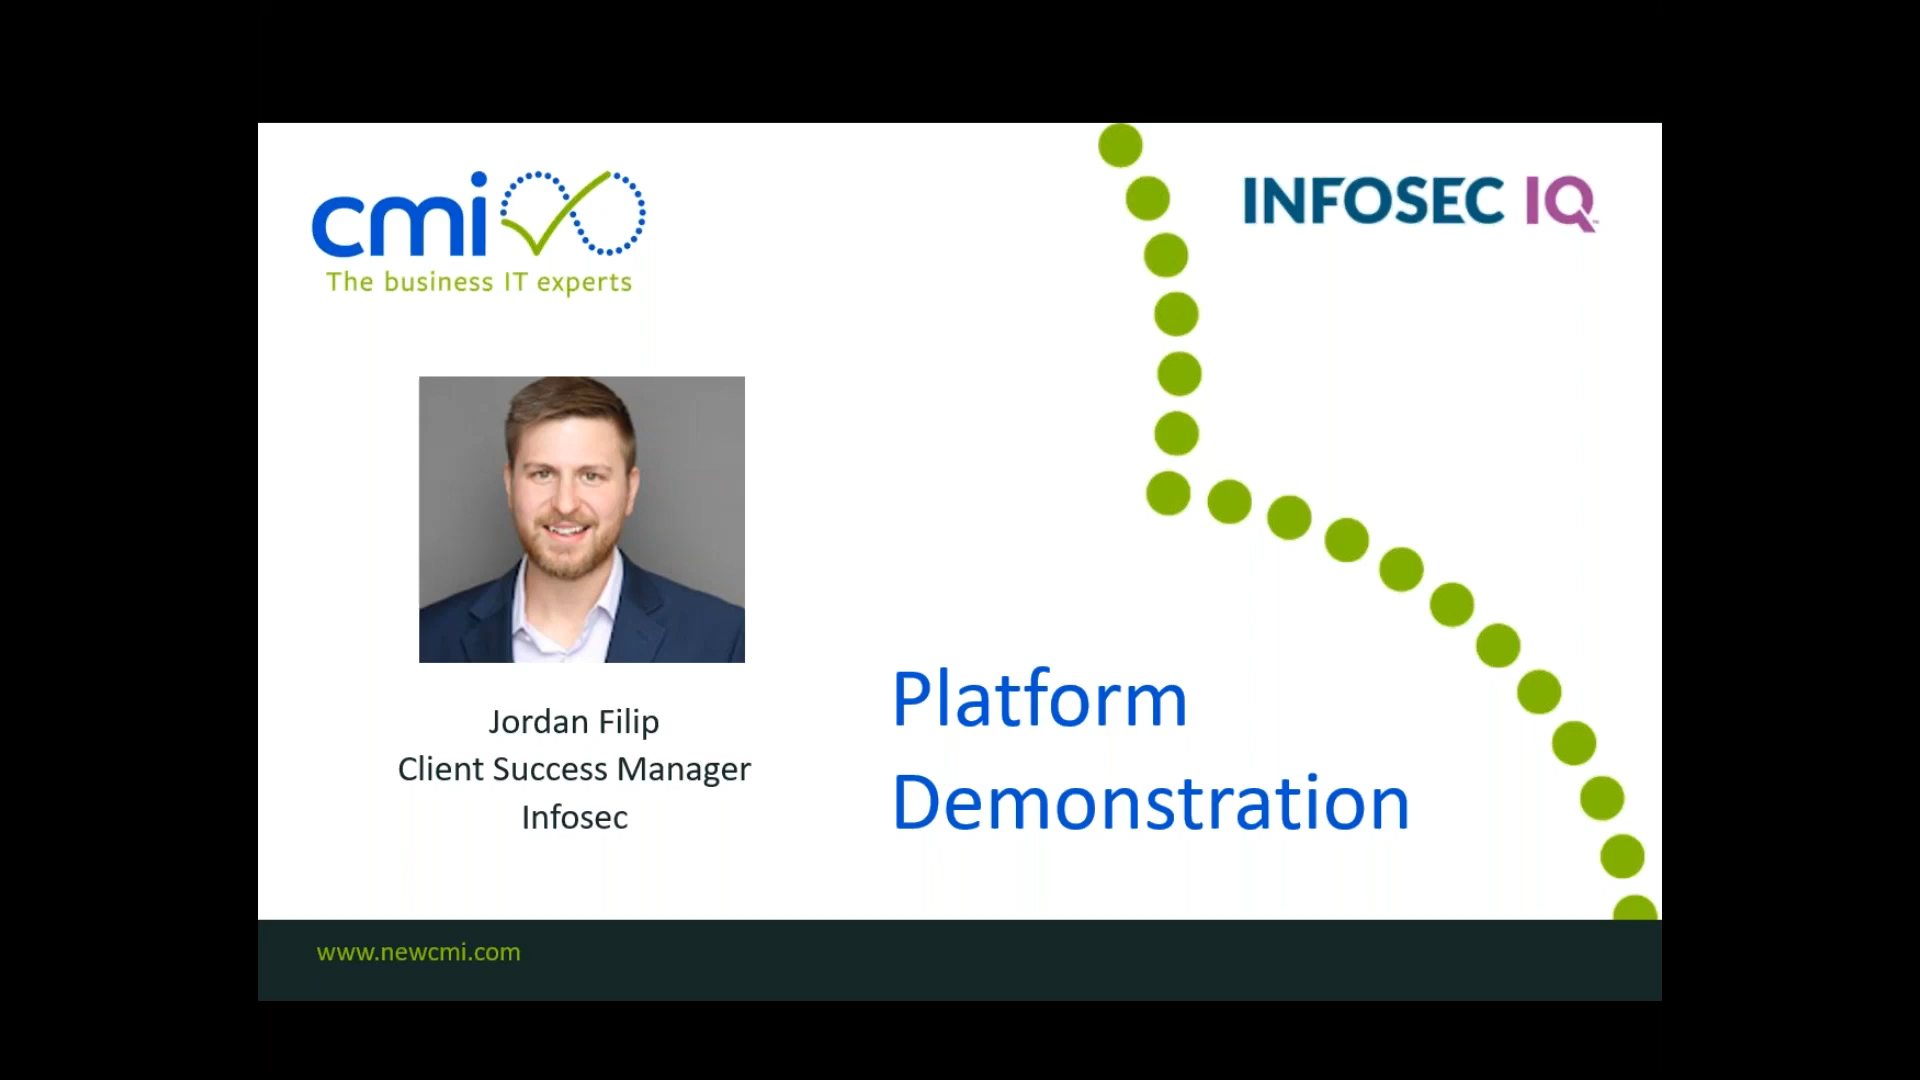 cmi
The business IT experts
INFOSEC IQ
Jordan Filip
Client Success Manager
Infosec
Platform
Demonstration
www.newcmi.com